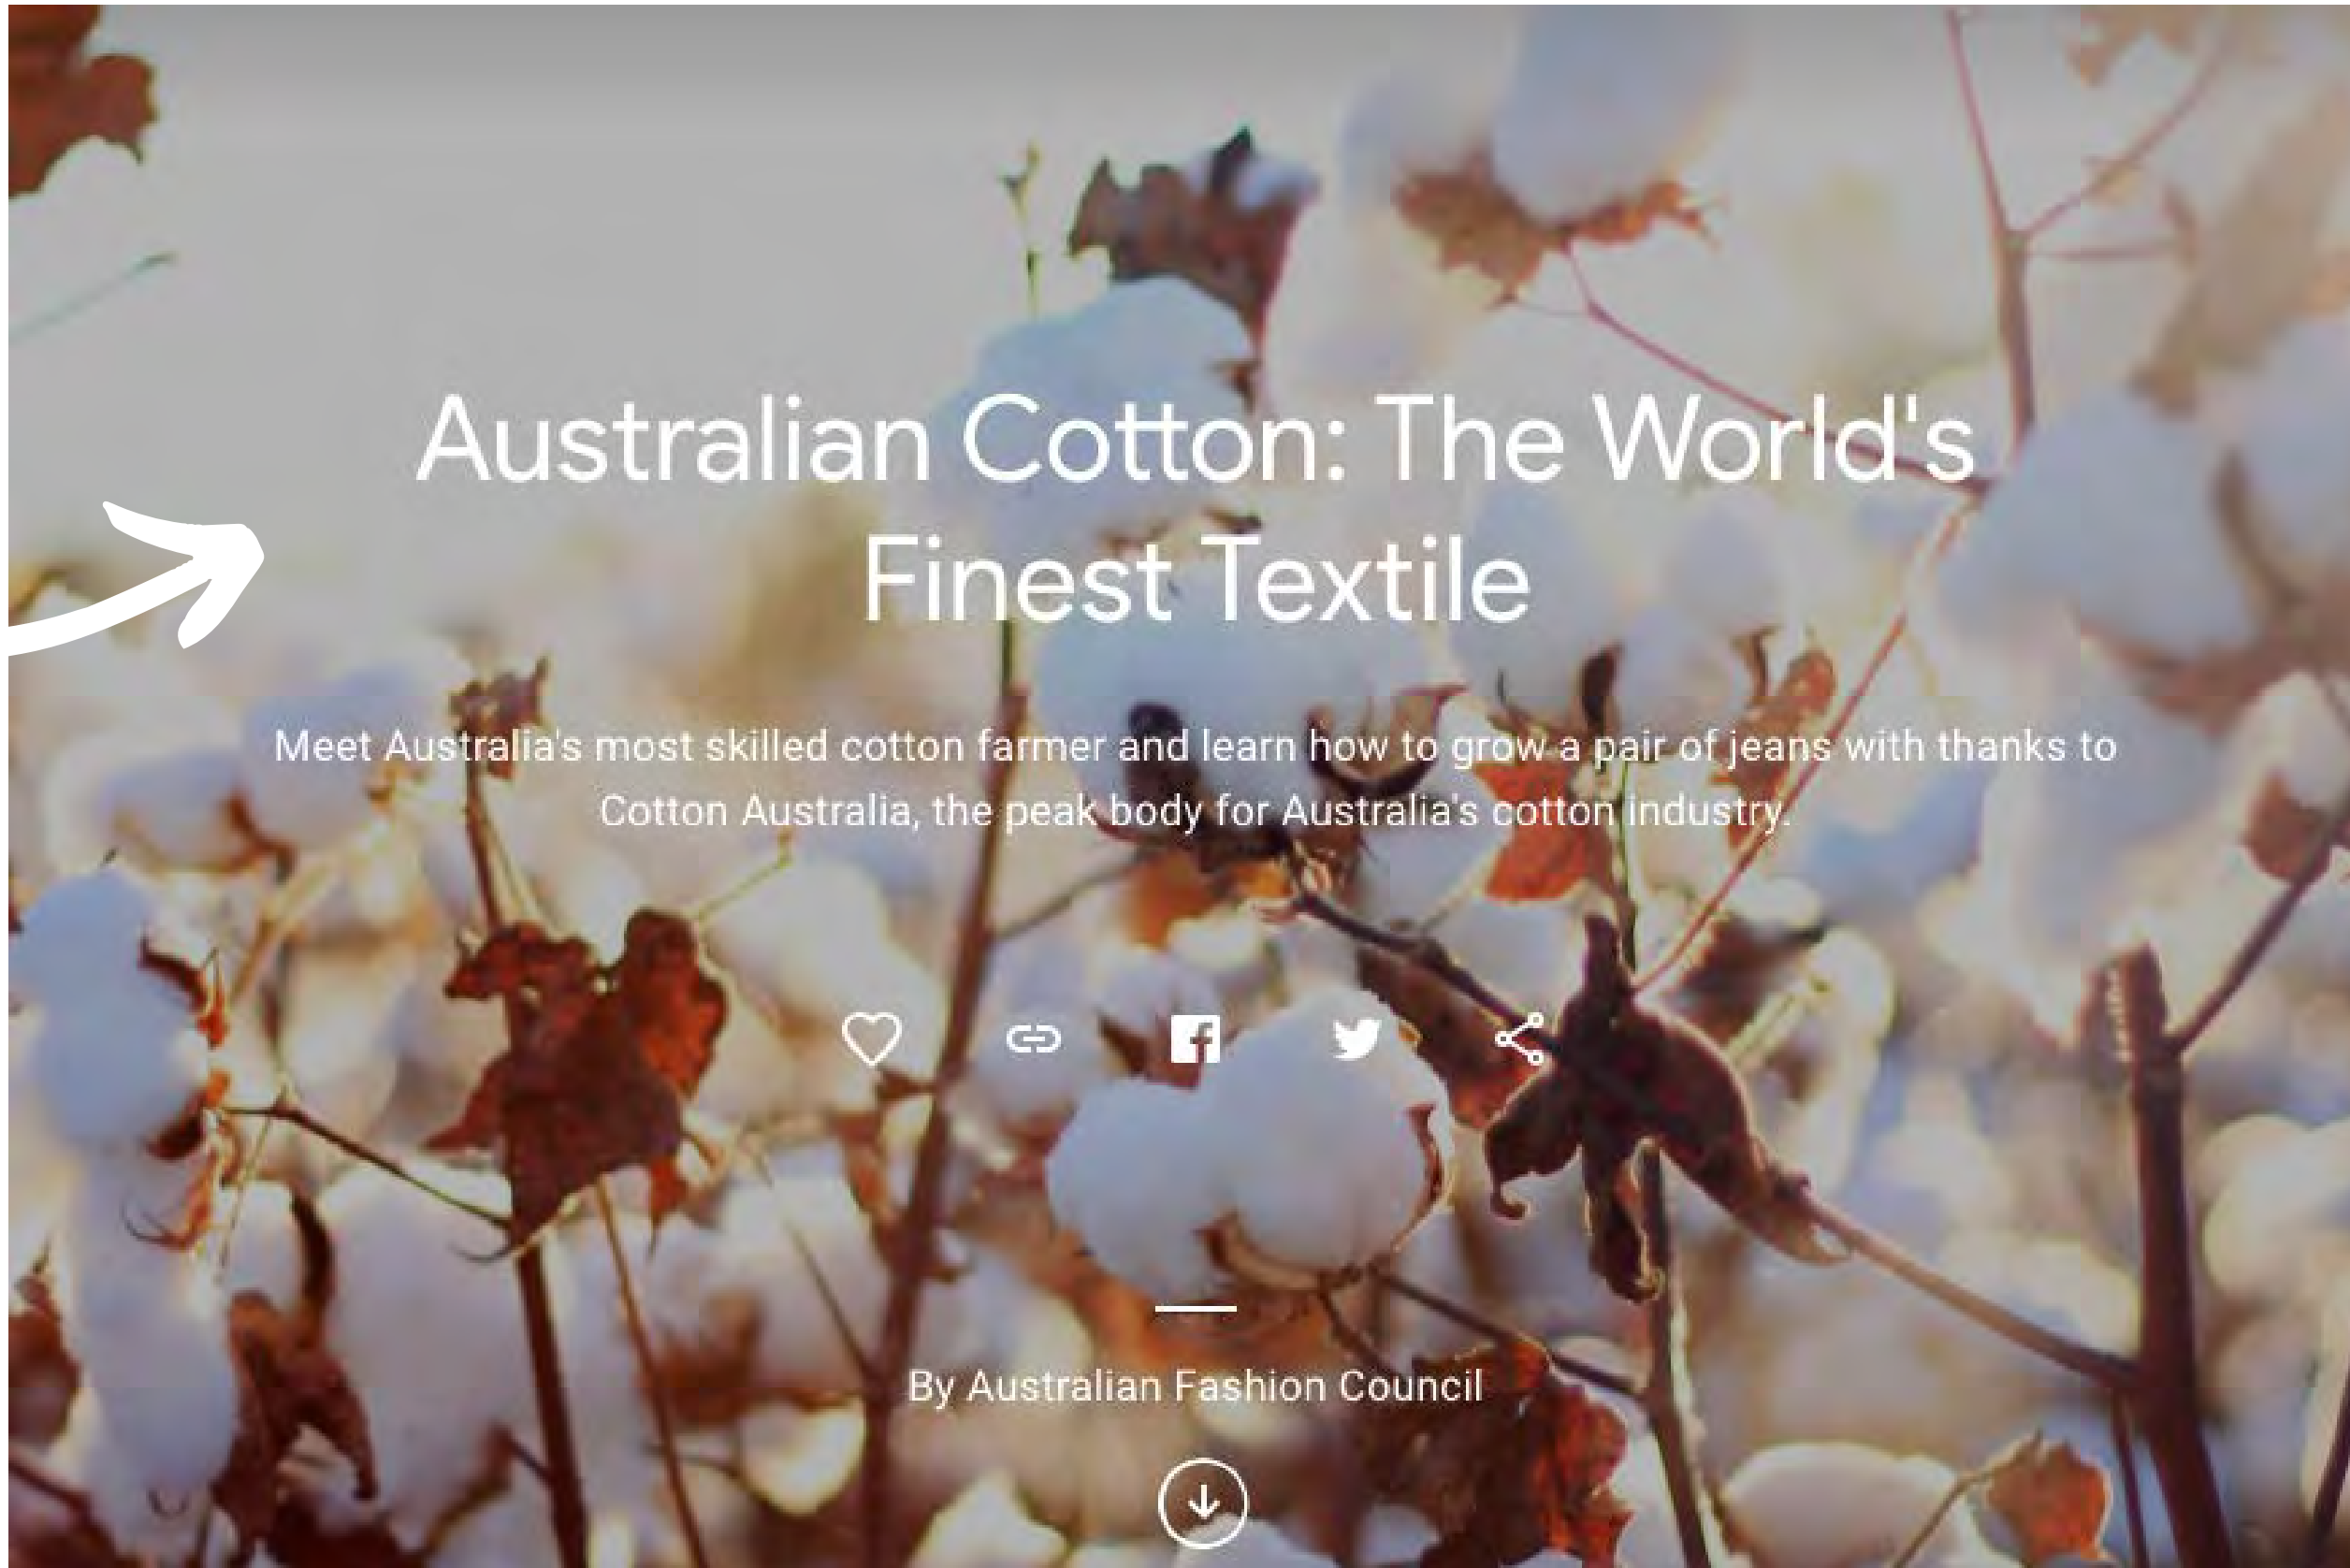 Australian Cotton: The World's
Finest Textile
Meet Australia's most skilled cotton farmer and learn how to grow a pair of jeans with thanks to
Cotton Australia, the peak body for Australia's cotton industry.
By Australian Fashion Council